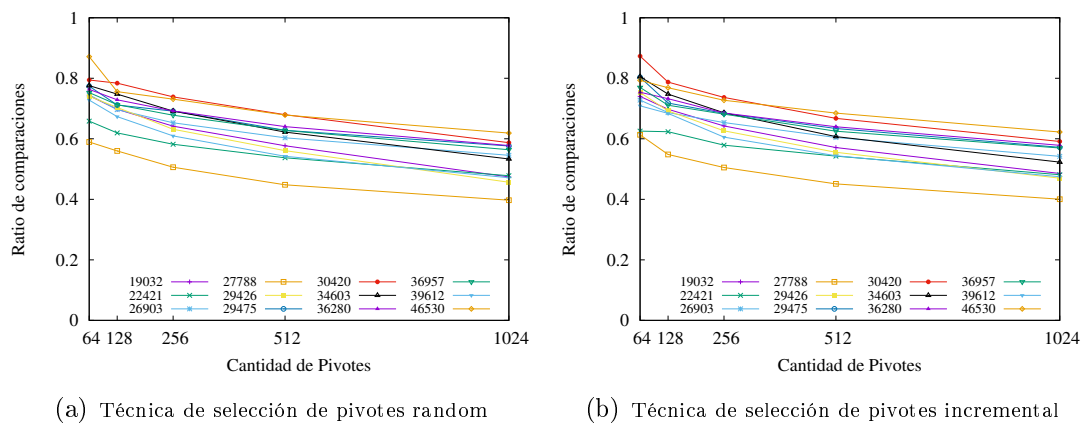 1
0.8
0.6
0.4
0.2
0
Ratio de comparaciones
19032 27788 30420 36957
22421 29426 34603 39612
26903 29475 36280 46530
64 128 256 512 1024
Cantidad de Pivotes
(a) Técnica de selección de pivotes random
1
0.8
0.6
0.4
0.2
0
Ratio de comparaciones
19032 27788 30420 36957
22421 29426 34603 39612
26903 29475 36280 46530
64 128 256 512 1024
Cantidad de Pivotes
(b) Técnica de selección de pivotes incremental